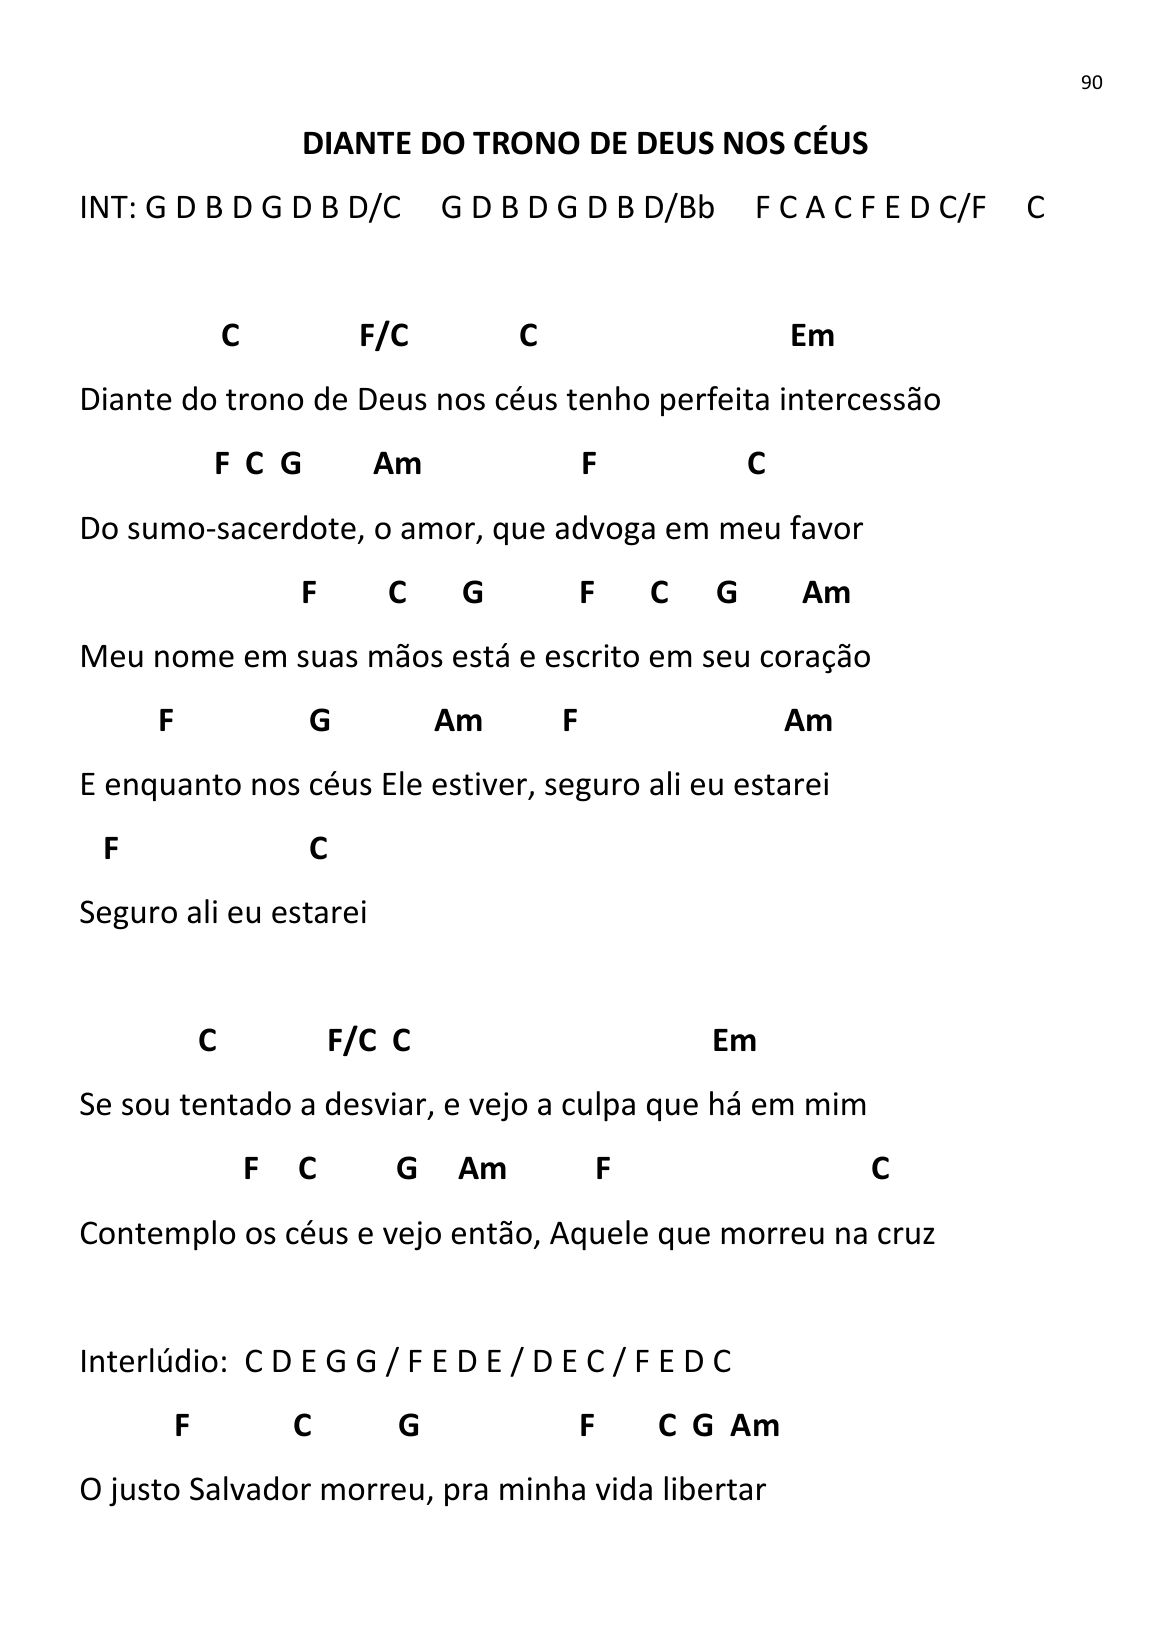 90
DIANTE DO TRONO DE DEUS NOS CÉUS
INT: G D B D G D B D/C G D B D G D B D/Bb F C A C F E D C/F C
C F/C C Em
Diante do trono de Deus nos céus tenho perfeita intercessão
F C G Am F C
Do sumo-sacerdote, o amor, que advoga em meu favor
F C G F C G Am
Meu nome em suas mãos está e escrito em seu coração
F G Am F Am
E enquanto nos céus Ele estiver, seguro ali eu estarei
F C
Seguro ali eu estarei
C F/C C Em
Se sou tentado a desviar, e vejo a culpa que há em mim
F C G Am F C
Contemplo os céus e vejo então, Aquele que morreu na cruz
Interlúdio: C D E G G / F E D E / D E C / F E D C
F C G F C G Am
O justo Salvador morreu, pra minha vida libertar